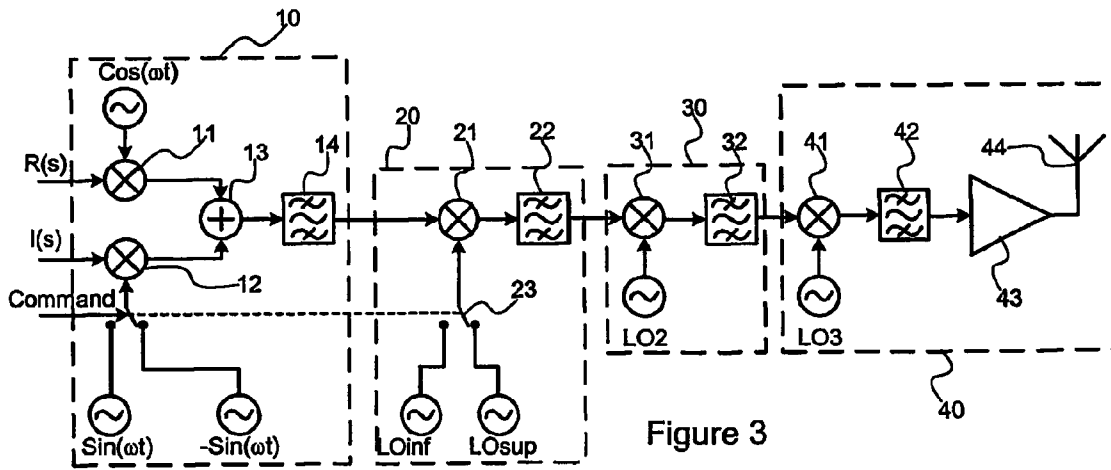 10
Cos(ωt)
R(s)
11
13
14
I(s)
12
Command
Sin(ωt)
-Sin(ωt)
20
21
22
23
LOinf
LOsup
30
31
32
LO2
41
42
44
43
LO3
40
Figure 3